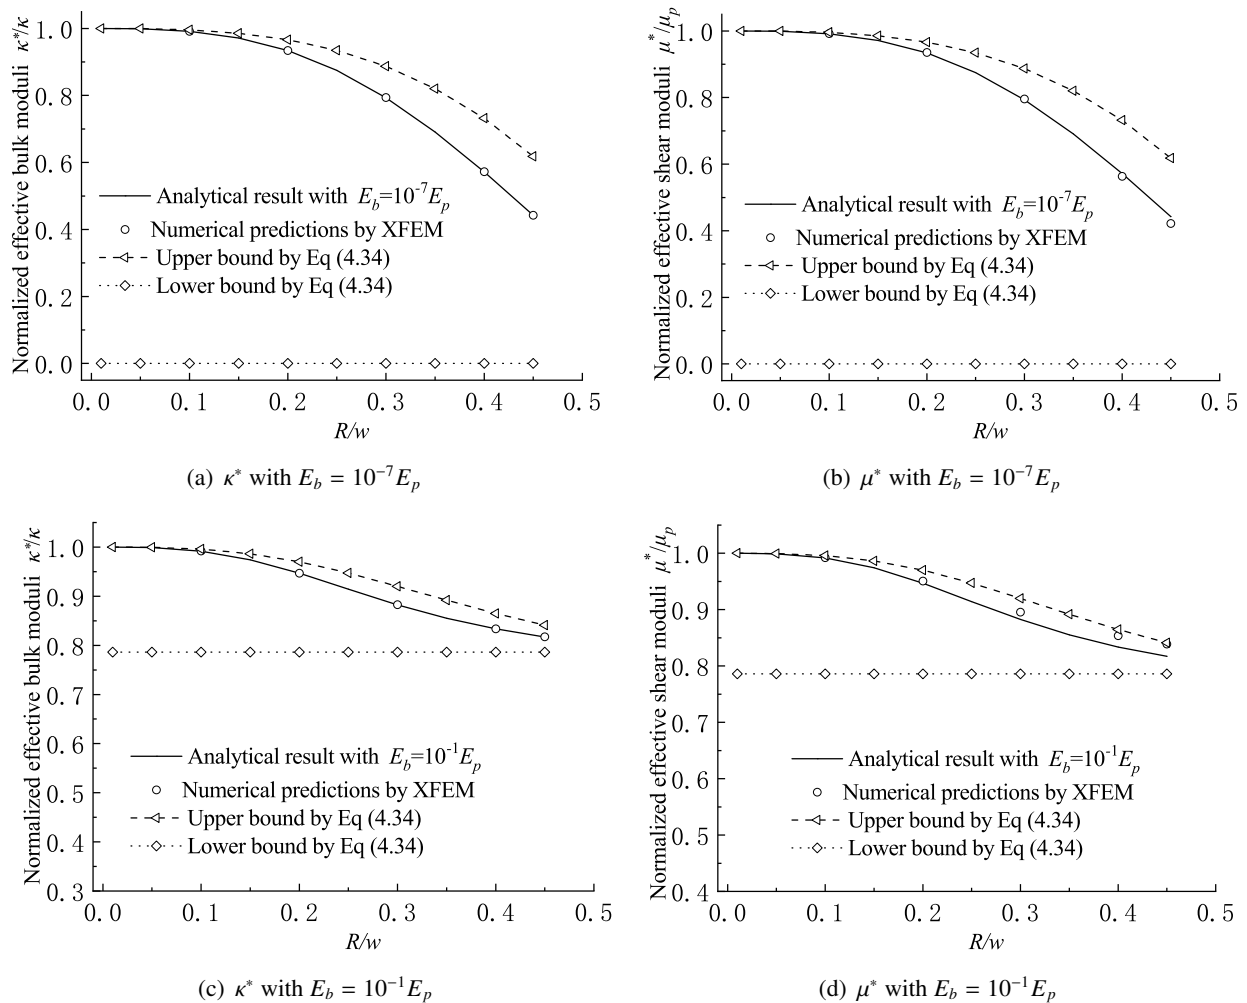 Normalized effective bulk moduli κ*/κ
1.0
0.8
0.6
0.4
0.2
0.0
Analytical result with E_b=10^-7E_p
Numerical predictions by XFEM
Upper bound by Eq (4.34)
Lower bound by Eq (4.34)
0.0 0.1 0.2 0.3 0.4 0.5
R/w
(a) κ* with E_b = 10^−7E_p
Normalized effective shear moduli μ*/μ_p
1.0
0.8
0.6
0.4
0.2
0.0
Analytical result with E_b=10^-7E_p
Numerical predictions by XFEM
Upper bound by Eq (4.34)
Lower bound by Eq (4.34)
0.0 0.1 0.2 0.3 0.4 0.5
R/w
(b) μ* with E_b = 10^−7E_p
Normalized effective bulk moduli κ*/κ
1.0
0.9
0.8
0.7
0.6
0.5
0.4
0.3
Analytical result with E_b=10^-1E_p
Numerical predictions by XFEM
Upper bound by Eq (4.34)
Lower bound by Eq (4.34)
0.0 0.1 0.2 0.3 0.4 0.5
R/w
(c) κ* with E_b = 10^−1E_p
Normalized effective shear moduli μ*/μ_p
1.0
0.9
0.8
0.7
0.6
0.5
0.4
Analytical result with E_b=10^-1E_p
Numerical predictions by XFEM
Upper bound by Eq (4.34)
Lower bound by Eq (4.34)
0.0 0.1 0.2 0.3 0.4 0.5
R/w
(d) μ* with E_b = 10^−1E_p